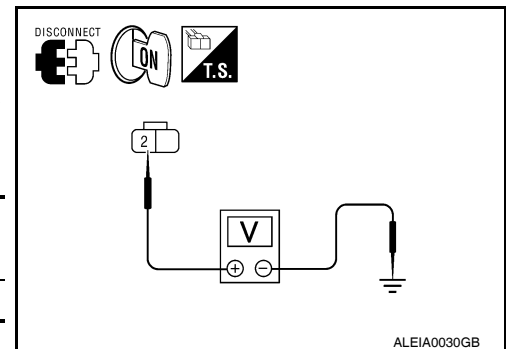 DISCONNECT
ON
T.S.
2
V
+ −
ALEIA0030GB